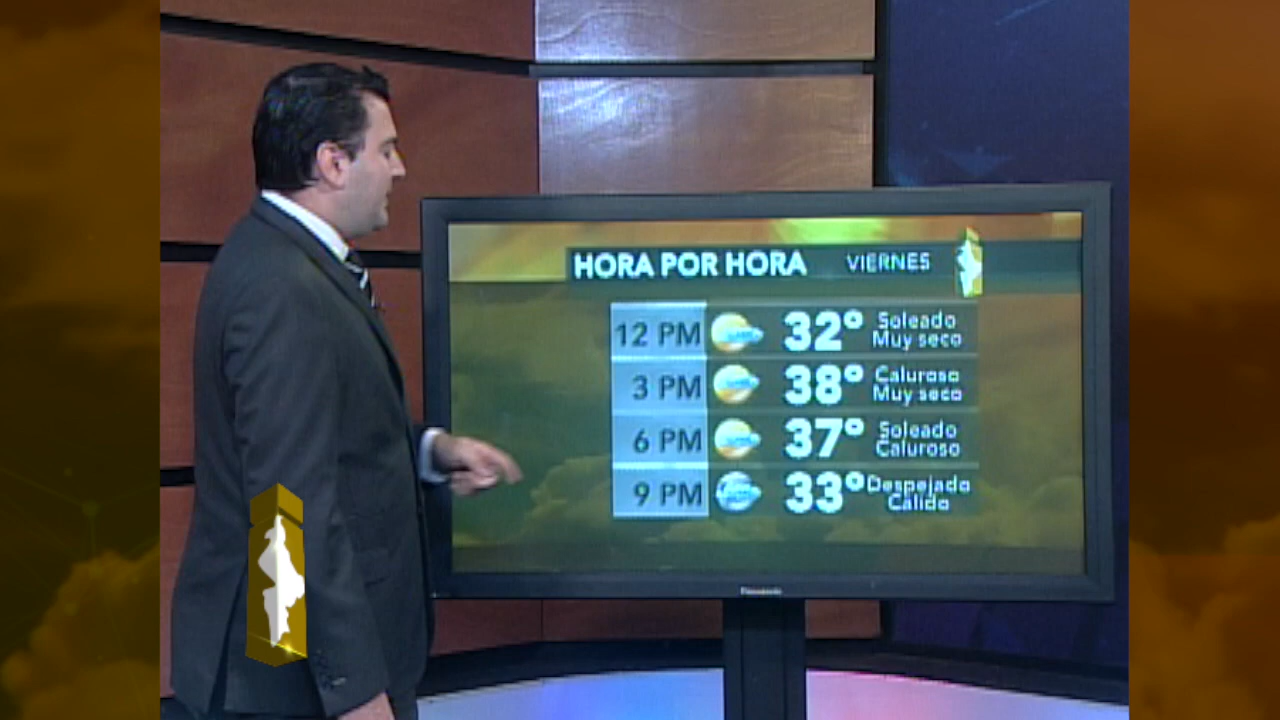 HORA POR HORA VIERNES
12 PM 32° Soleado
Muy seco
3 PM 38° Caluroso
Muy seco
6 PM 37° Soleado
Caluroso
9 PM 33° Despejado
Cálido
Panasonic